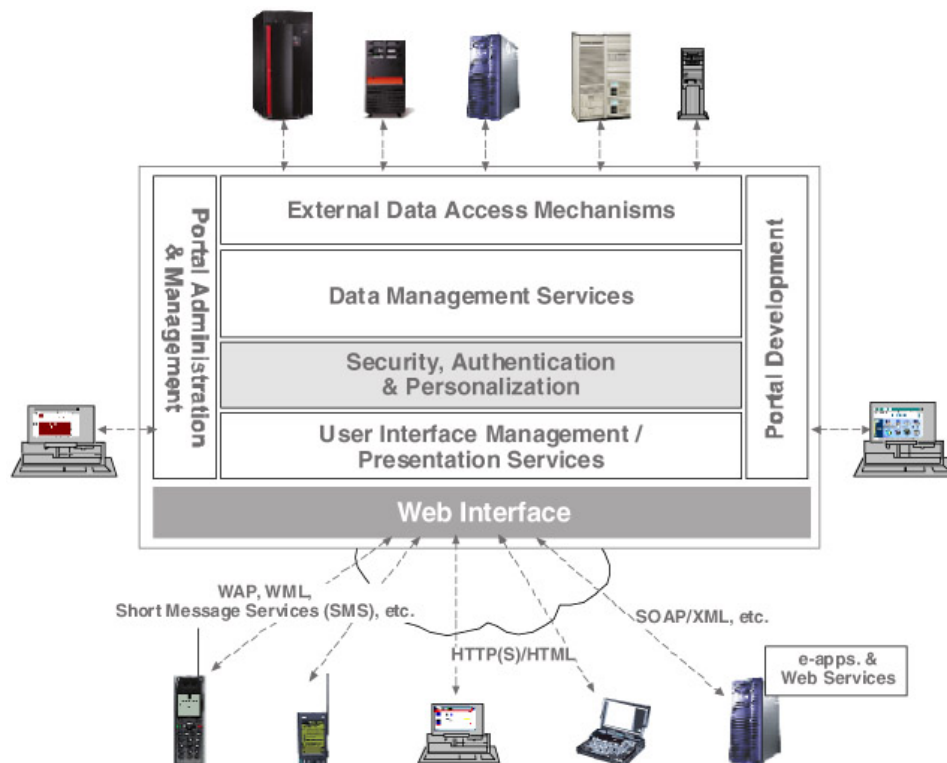 External Data Access Mechanisms
Portal Administration
& Management
Data Management Services
Portal Development
Security, Authentication
& Personalization
User Interface Management /
Presentation Services
Web Interface
WAP, WML,
Short Message Services (SMS), etc.
SOAP/XML, etc.
HTTP(S)/HTML
e-apps. &
Web Services